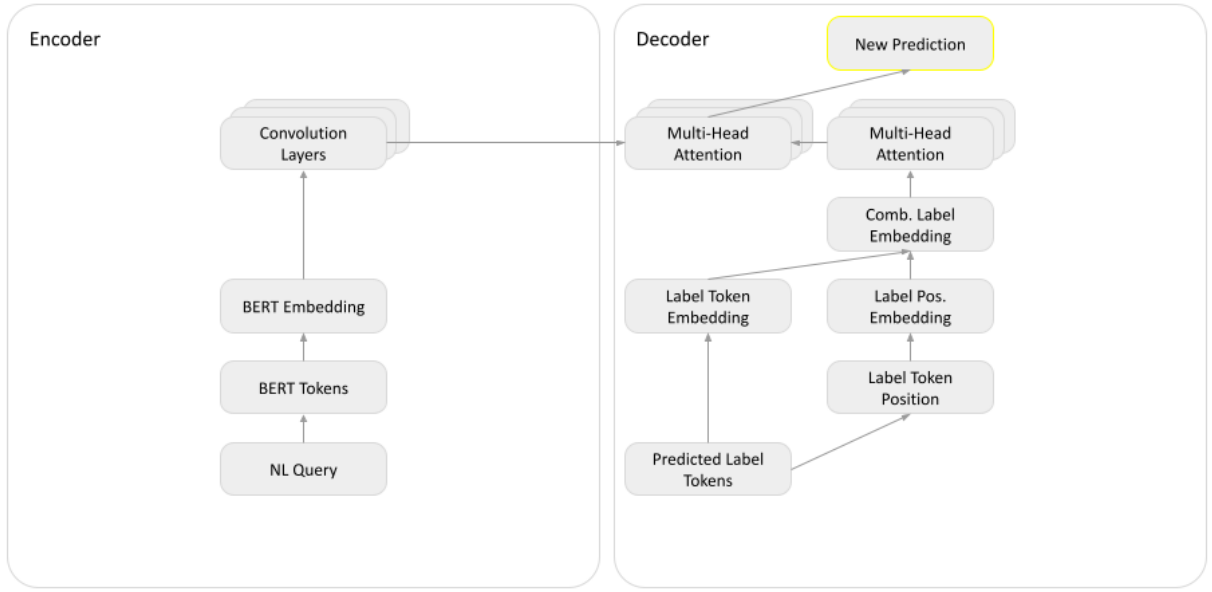 Encoder
Convolution
Layers
BERT Embedding
BERT Tokens
NL Query
Decoder
New Prediction
Multi-Head
Attention
Multi-Head
Attention
Comb. Label
Embedding
Label Token
Embedding
Label Pos.
Embedding
Label Token
Position
Predicted Label
Tokens